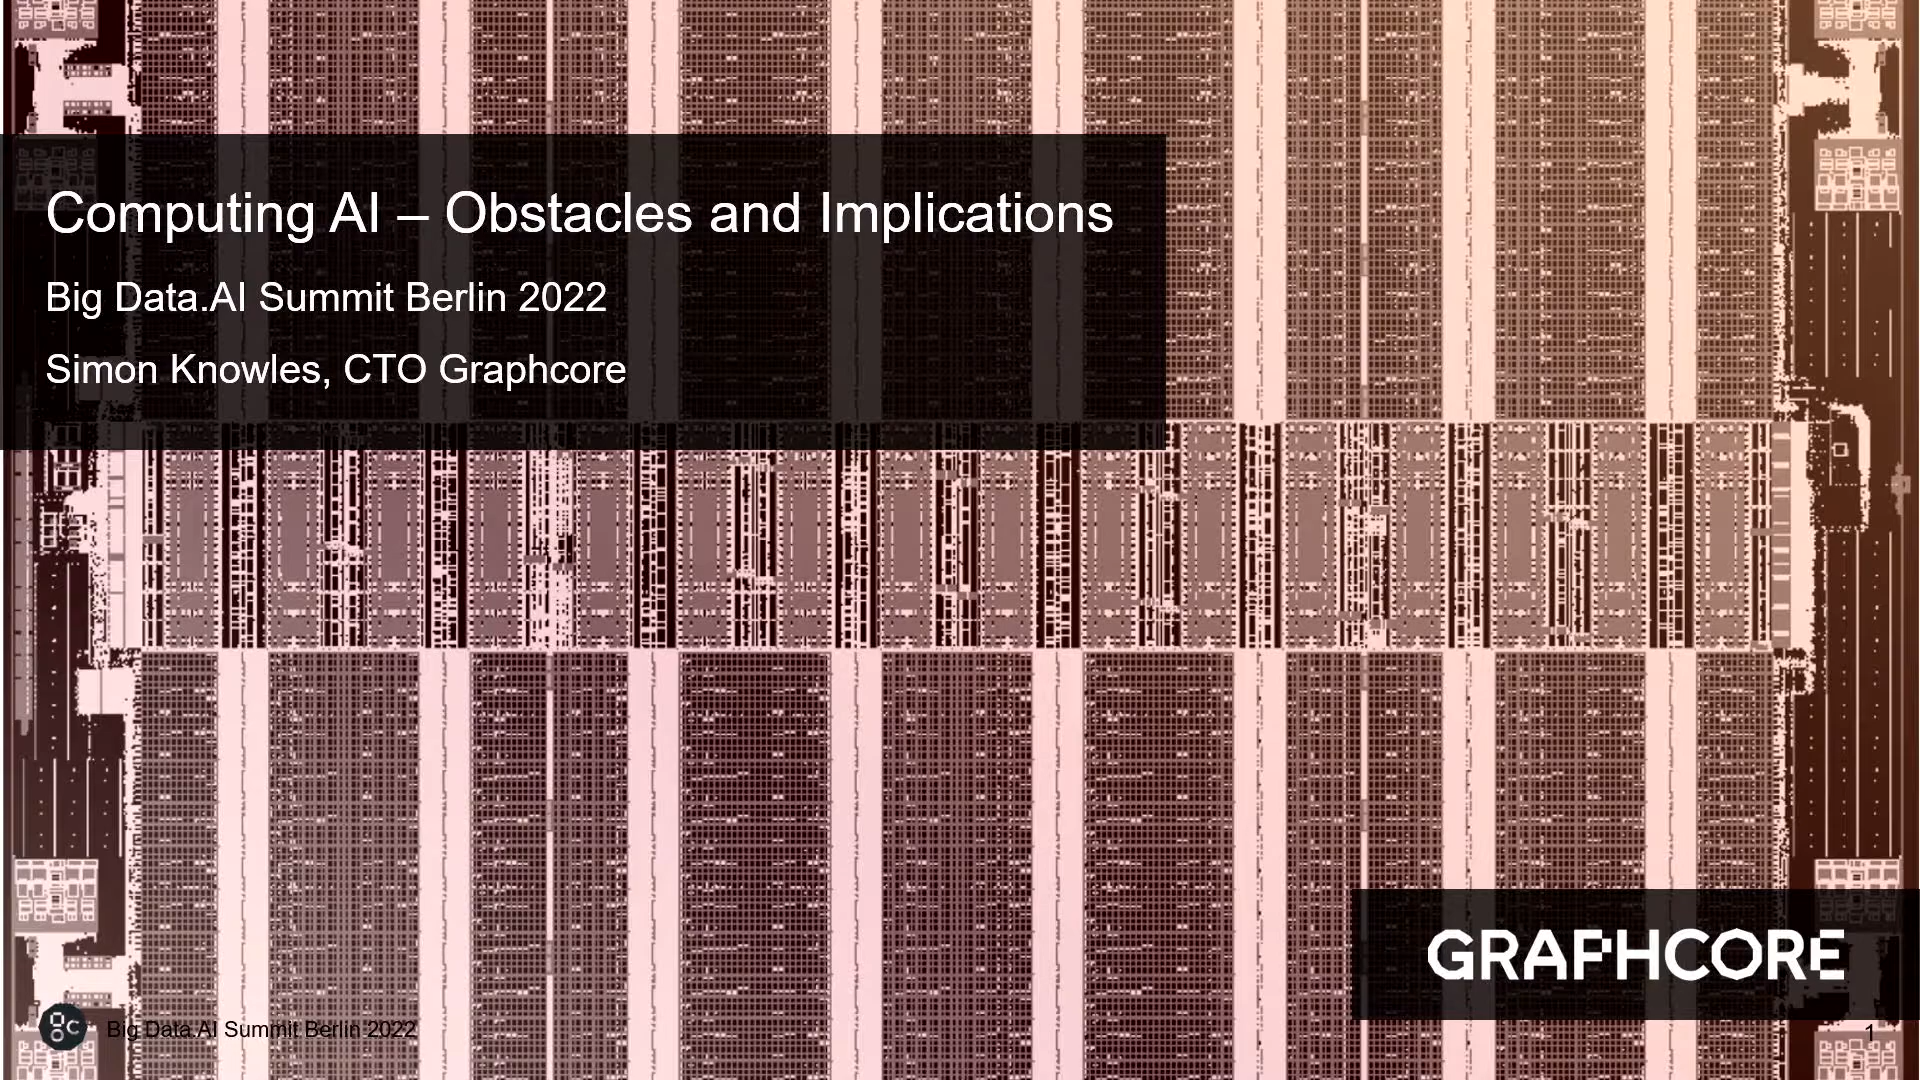 Computing AI – Obstacles and Implications
Big Data.AI Summit Berlin 2022
Simon Knowles, CTO Graphcore
GRAPHCORE
GC
Big Data.AI Summit Berlin 2022
1